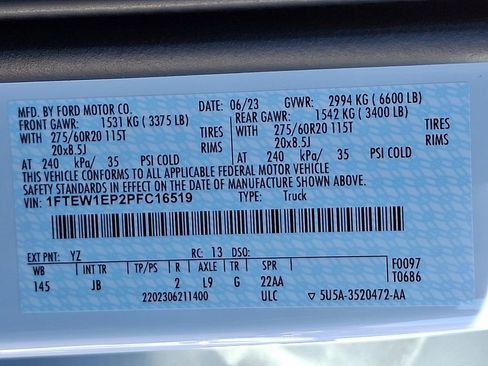 MFD. BY FORD MOTOR CO. DATE: 06/23 GVWR: 2994 KG ( 6600 LB)
FRONT GAWR: 1531 KG ( 3375 LB) REAR GAWR: 1542 KG ( 3400 LB)
WITH 275/60R20 115T TIRES WITH 275/60R20 115T TIRES
20x8.5J RIMS 20x8.5J RIMS
AT 240 kPa/ 35 PSI COLD AT 240 kPa/ 35 PSI COLD
THIS VEHICLE CONFORMS TO ALL APPLICABLE FEDERAL MOTOR VEHICLE
SAFETY STANDARDS IN EFFECT ON THE DATE OF MANUFACTURE SHOWN ABOVE.
VIN: 1FTEW1EP2PFC16519 TYPE: Truck
EXT PNT: YZ RC: 13 DSO: F0097
WB INT TR TP/PS R AXLE TR SPR T0686
145 JB 2 L9 G 22AA
2202306211400 ULC ▽ 5U5A-3520472-AA